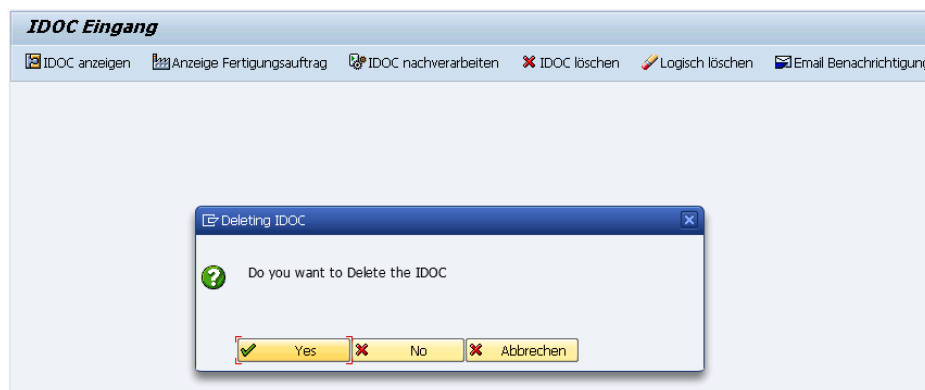 IDOC Eingang
IDOC anzeigen Anzeige Fertigungsauftrag IDOC nachverarbeiten IDOC löschen Logisch löschen Email Benachrichtigung
Deleting IDOC
Do you want to Delete the IDOC
Yes No Abbrechen